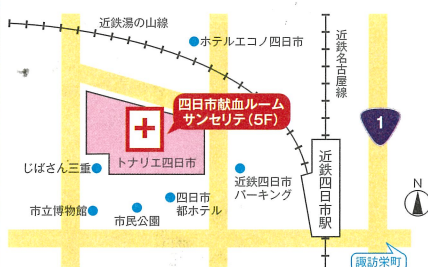 近鉄湯の山線
ホテルエコノ四日市
近鉄名古屋線
四日市献血ルーム
サンセリテ（5F）
1
トナリエ四日市
じばさん三重
近鉄四日市
パーキング
近鉄四日市駅
四日市
都ホテル
市立博物館
市民公園
N
諏訪栄町